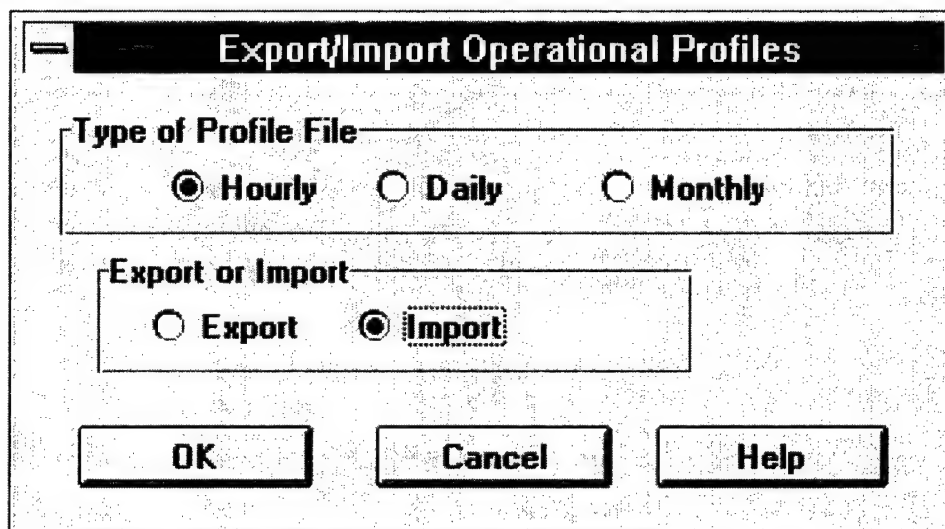 Export/Import Operational Profiles
Type of Profile File
Hourly Daily Monthly
Export or Import
Export Import
OK Cancel Help